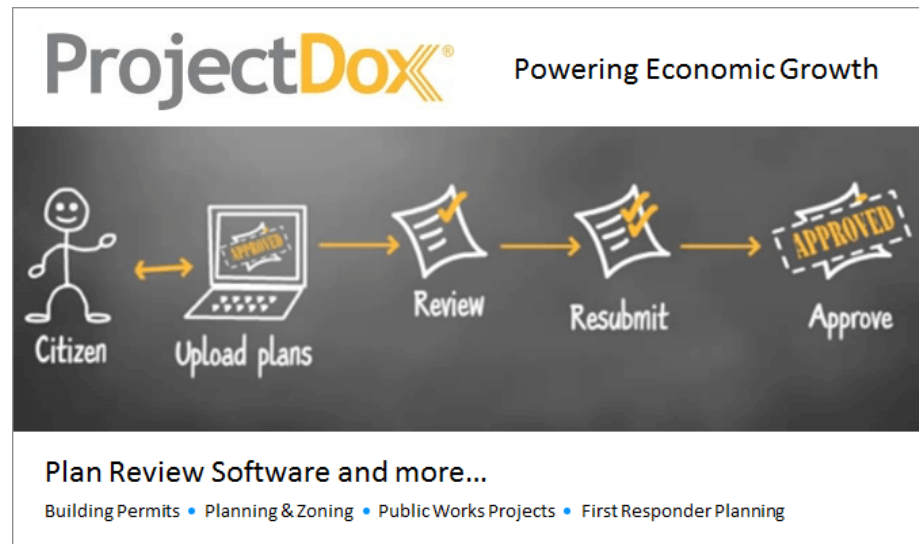 ProjectDox® Powering Economic Growth
APPROVED
APPROVED
Citizen Upload plans Review Resubmit Approve
Plan Review Software and more...
Building Permits • Planning & Zoning • Public Works Projects • First Responder Planning